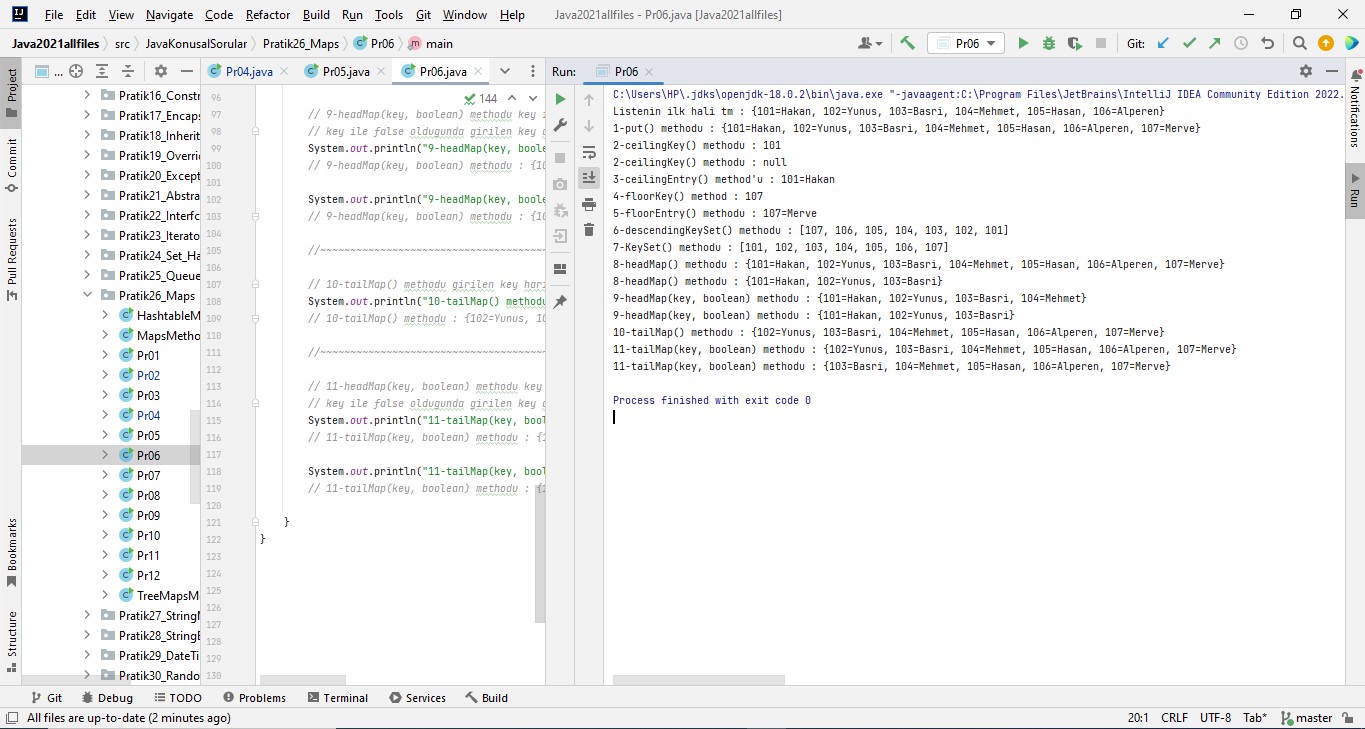 File Edit View Navigate Code Refactor Build Run Tools Git Window Help Java2021allfiles - Pr06.java [Java2021allfiles]
Java2021allfiles src JavaKonusalSorular Pratik26_Maps Pr06 main Pr06 Git:
... Pr04.java Pr05.java Pr06.java Run: Pr06
Project
Commit
Pull Requests
Bookmarks
Structure
Pratik16_Constr
Pratik17_Encaps
Pratik18_Inherit
Pratik19_Overri
Pratik20_Except
Pratik21_Abstra
Pratik22_Interfc
Pratik23_Iterato
Pratik24_Set_Ha
Pratik25_Queue
Pratik26_Maps
HashtableM
MapsMetho
Pr01
Pr02
Pr03
Pr04
Pr05
Pr06
Pr07
Pr08
Pr09
Pr10
Pr11
Pr12
TreeMapsM
Pratik27_String
Pratik28_String
Pratik29_DateTi
Pratik30_Rando
144
96
97 // 9-headMap(key, boolean) methodu key i
98 // key ile false oldugunda girilen key d
99 System.out.println("9-headMap(key, boole
100 // 9-headMap(key, boolean) methodu : {10
101
102 System.out.println("9-headMap(key, boole
103 // 9-headMap(key, boolean) methodu : {10
104
105 //~~~~~~~~~~~~~~~~~~~~~~~~~~~~~~~~~~~~~~
106
107 // 10-tailMap() methodu girilen key hari
108 System.out.println("10-tailMap() methodu
109 // 10-tailMap() methodu : {102=Yunus, 10
110
111 //~~~~~~~~~~~~~~~~~~~~~~~~~~~~~~~~~~~~~~
112
113 // 11-headMap(key, boolean) methodu key
114 // key ile false oldugunda girilen key d
115 System.out.println("11-tailMap(key, bool
116 // 11-tailMap(key, boolean) methodu : {1
117
118 System.out.println("11-tailMap(key, bool
119 // 11-tailMap(key, boolean) methodu : {1
120
121 }
122 }
123
124
125
126
127
128
129
130
C:\Users\HP\.jdks\openjdk-18.0.2\bin\java.exe "-javaagent:C:\Program Files\JetBrains\IntelliJ IDEA Community Edition 2022.
Listenin ilk hali tm : {101=Hakan, 102=Yunus, 103=Basri, 104=Mehmet, 105=Hasan, 106=Alperen}
1-put() methodu : {101=Hakan, 102=Yunus, 103=Basri, 104=Mehmet, 105=Hasan, 106=Alperen, 107=Merve}
2-ceilingKey() methodu : 101
2-ceilingKey() methodu : null
3-ceilingEntry() method'u : 101=Hakan
4-floorKey() method : 107
5-floorEntry() methodu : 107=Merve
6-descendingKeySet() methodu : [107, 106, 105, 104, 103, 102, 101]
7-KeySet() methodu : [101, 102, 103, 104, 105, 106, 107]
8-headMap() methodu : {101=Hakan, 102=Yunus, 103=Basri, 104=Mehmet, 105=Hasan, 106=Alperen, 107=Merve}
8-headMap() methodu : {101=Hakan, 102=Yunus, 103=Basri}
9-headMap(key, boolean) methodu : {101=Hakan, 102=Yunus, 103=Basri, 104=Mehmet}
9-headMap(key, boolean) methodu : {101=Hakan, 102=Yunus, 103=Basri}
10-tailMap() methodu : {102=Yunus, 103=Basri, 104=Mehmet, 105=Hasan, 106=Alperen, 107=Merve}
11-tailMap(key, boolean) methodu : {102=Yunus, 103=Basri, 104=Mehmet, 105=Hasan, 106=Alperen, 107=Merve}
11-tailMap(key, boolean) methodu : {103=Basri, 104=Mehmet, 105=Hasan, 106=Alperen, 107=Merve}
Process finished with exit code 0
Notifications
Run
Git Debug TODO Problems Terminal Services Build
All files are up-to-date (2 minutes ago) 20:1 CRLF UTF-8 Tab* master